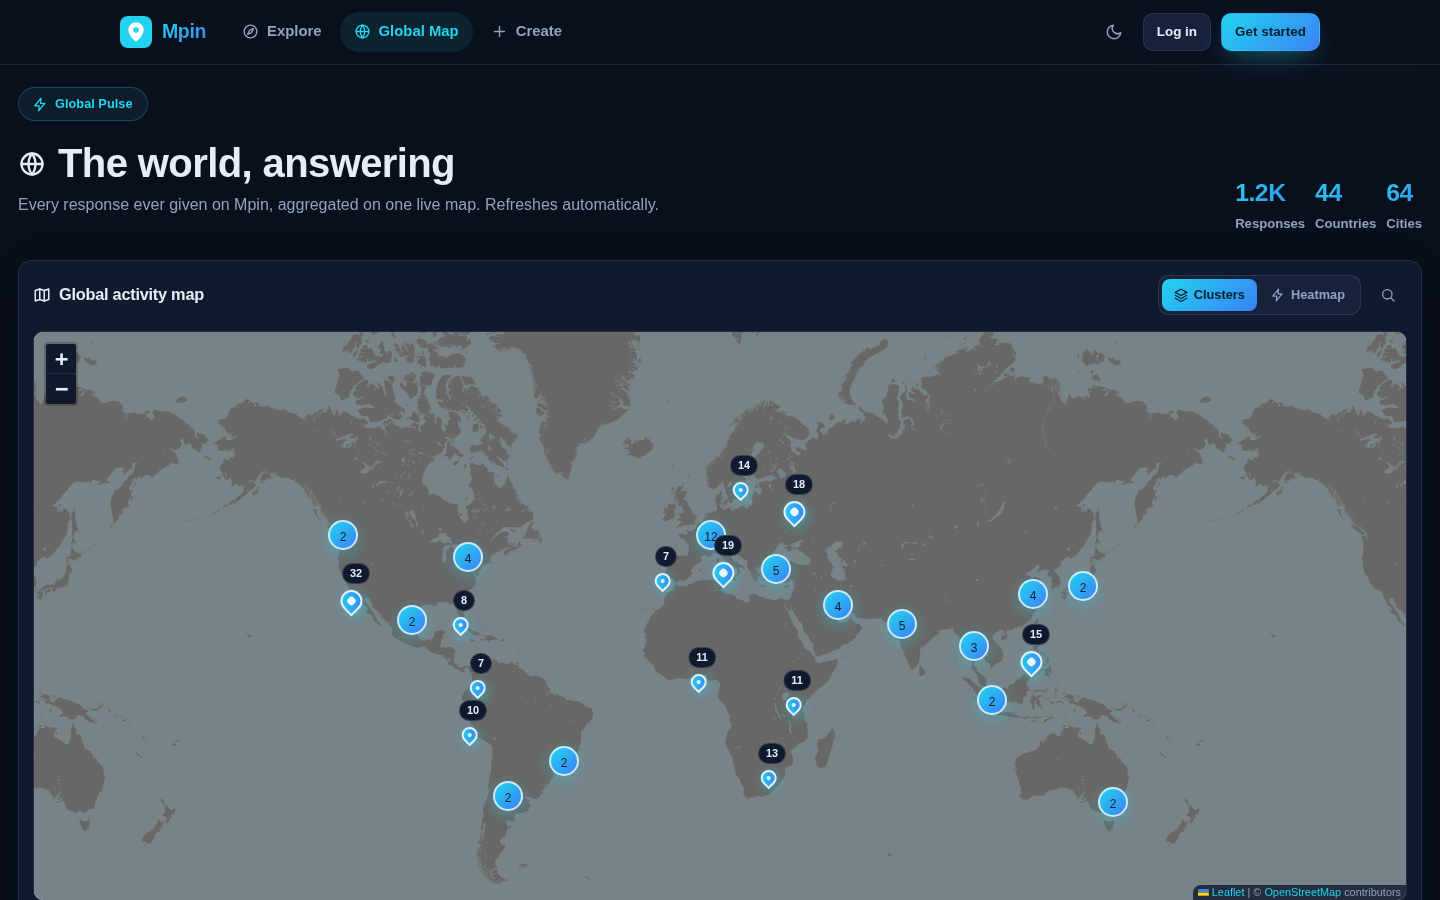 Mpin
Explore
Global Map
Create
Log in
Get started
Global Pulse
The world, answering
Every response ever given on Mpin, aggregated on one live map. Refreshes automatically.
1.2K
Responses
44
Countries
64
Cities
Global activity map
Clusters
Heatmap
+
−
14
18
2
12
19
4
7
5
32
2
4
4
8
2
5
15
3
11
7
11
2
10
13
2
2
2
Leaflet | © OpenStreetMap contributors